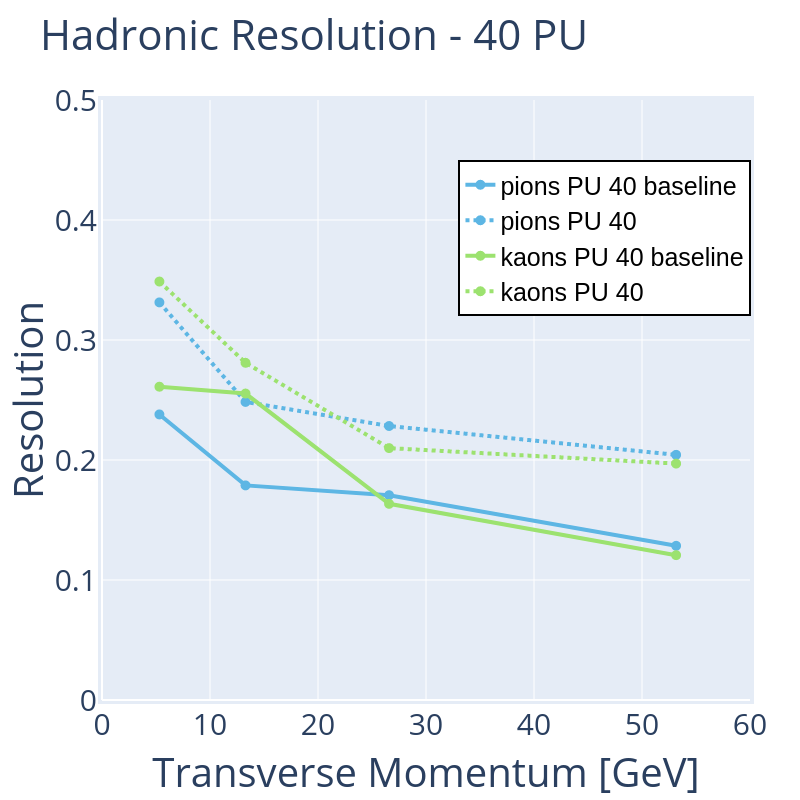 Hadronic Resolution - 40 PU
0.5
0.4
0.3
0.2
0.1
0
Resolution
pions PU 40 baseline
pions PU 40
kaons PU 40 baseline
kaons PU 40
0 10 20 30 40 50 60
Transverse Momentum [GeV]